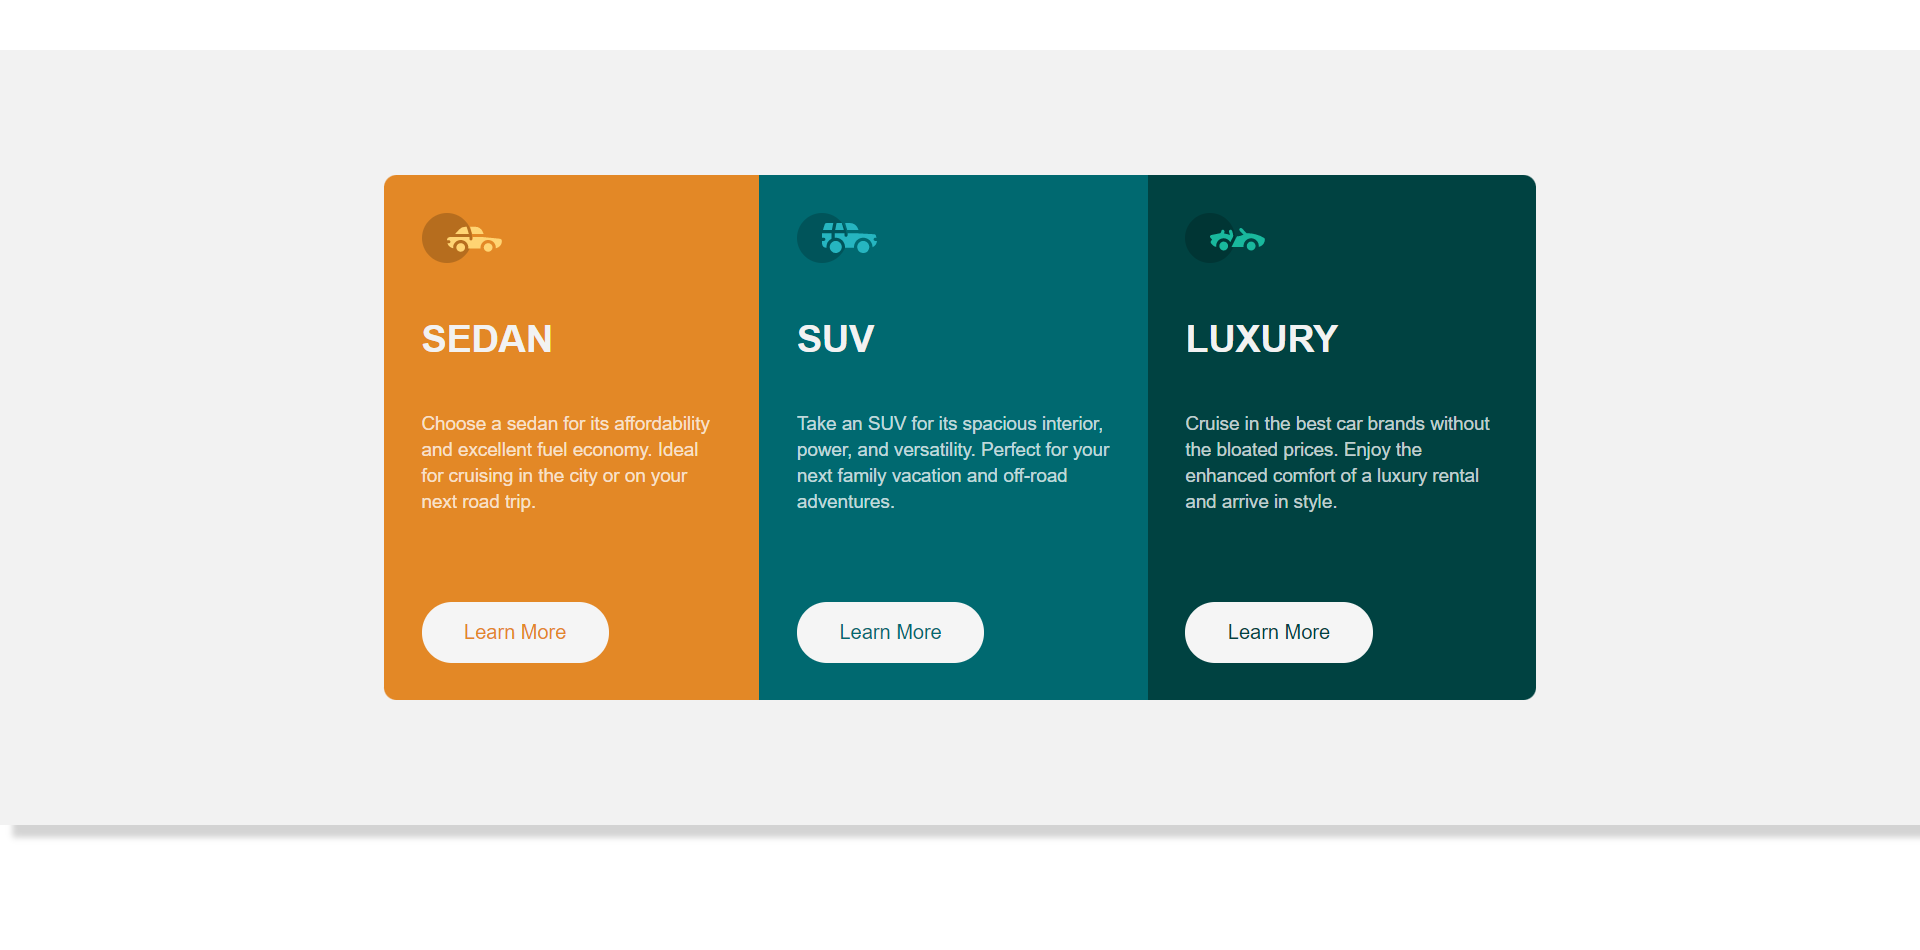 SEDAN
Choose a sedan for its affordability
and excellent fuel economy. Ideal
for cruising in the city or on your
next road trip.
Learn More
SUV
Take an SUV for its spacious interior,
power, and versatility. Perfect for your
next family vacation and off-road
adventures.
Learn More
LUXURY
Cruise in the best car brands without
the bloated prices. Enjoy the
enhanced comfort of a luxury rental
and arrive in style.
Learn More